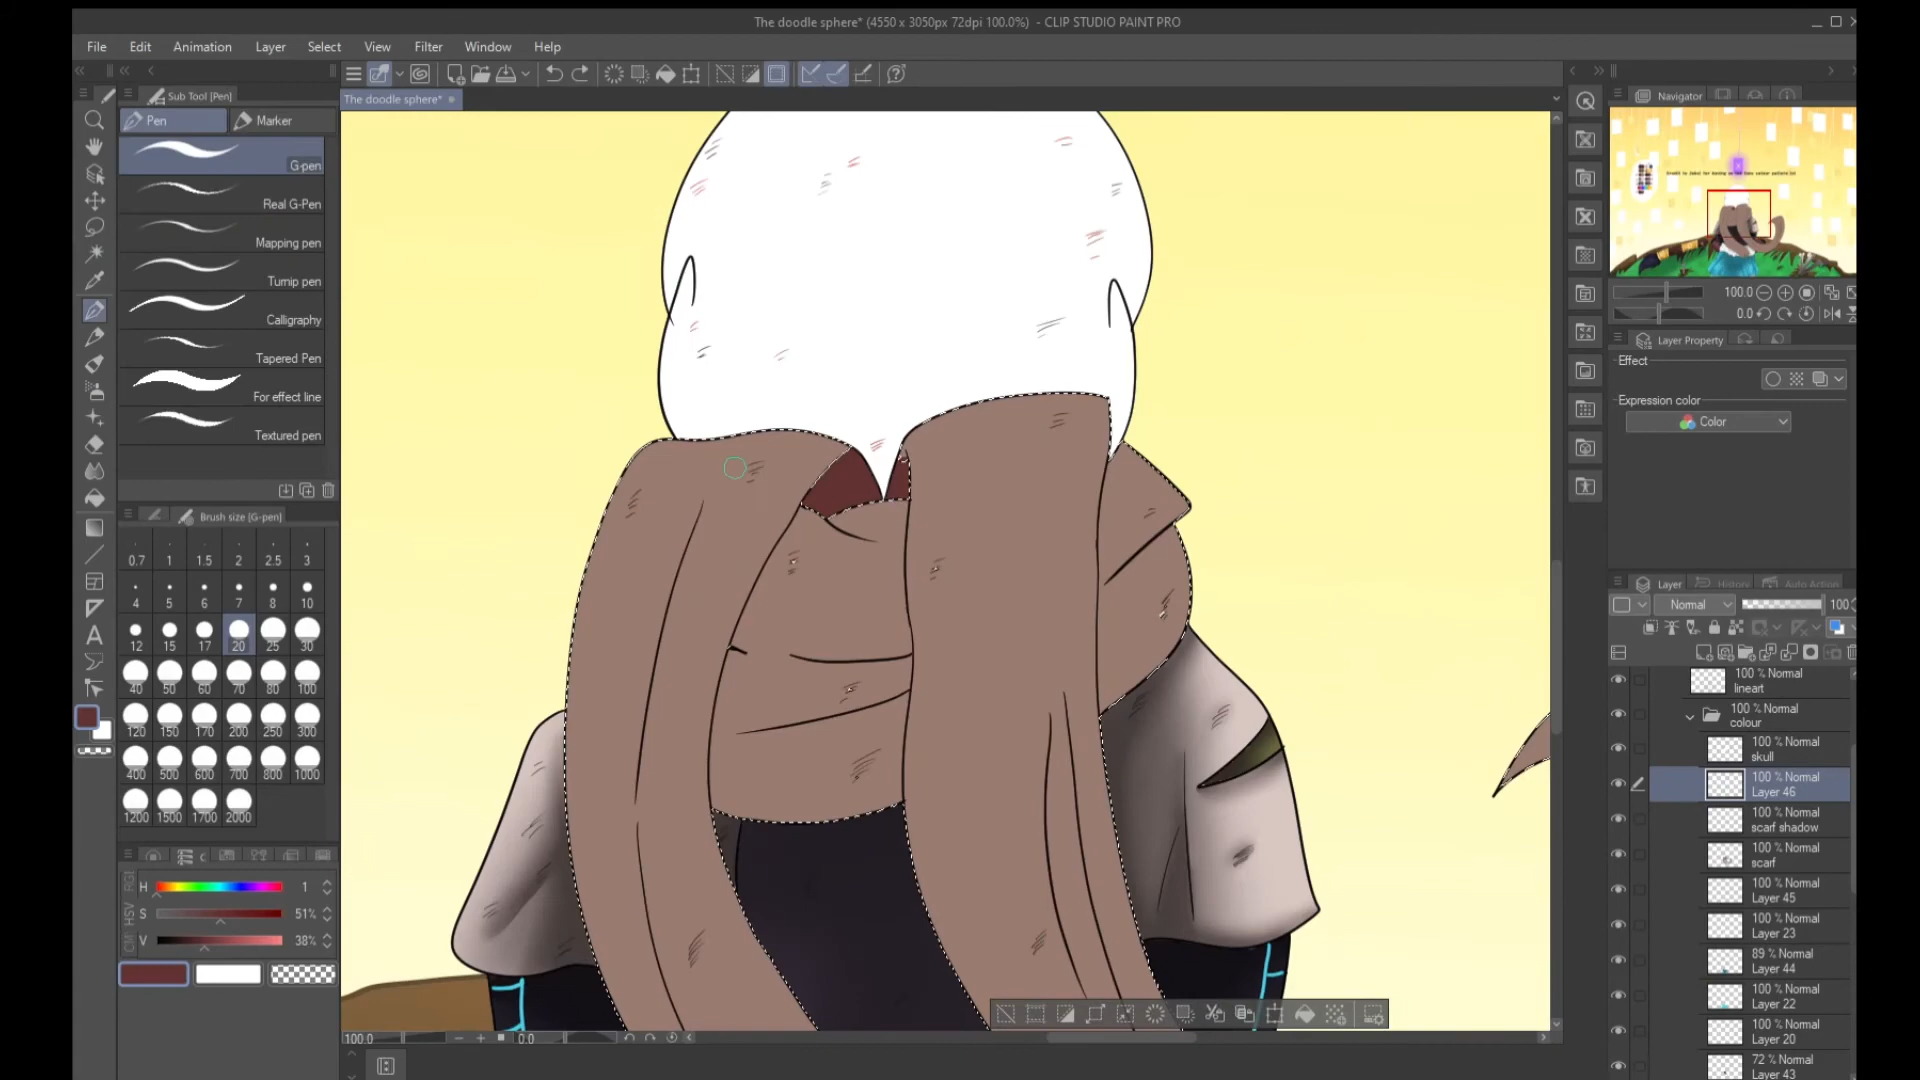 The doodle sphere* (4550 x 3050px 72dpi 100.0%) - CLIP STUDIO PAINT PRO
File Edit Animation Layer Select View Filter Window Help
The doodle sphere*
Sub Tool [Pen]
Pen Marker
G-pen
Real G-Pen
Mapping pen
Turnip pen
Calligraphy
Tapered Pen
For effect line
Textured pen
Brush size (G-pen)
0.7 1 1.5 2 2.5 3
4 5 6 7 8 10
12 15 17 20 25 30
40 50 60 70 80 100
120 150 170 200 250 300
400 500 600 700 800 1000
1200 1500 1700 2000
H 1
S 51%
V 38%
RGB
HSV
100.0 0.0
Navigator
100.0
0.0
Layer Property
Effect
Expression color
Color
Layer History Auto Action
Normal 100
100 % Normal
lineart
100 % Normal
colour
100 % Normal
skull
100 % Normal
Layer 46
100 % Normal
scarf shadow
100 % Normal
scarf
100 % Normal
Layer 45
100 % Normal
Layer 23
89 % Normal
Layer 44
100 % Normal
Layer 22
100 % Normal
Layer 20
72 % Normal
Layer 43